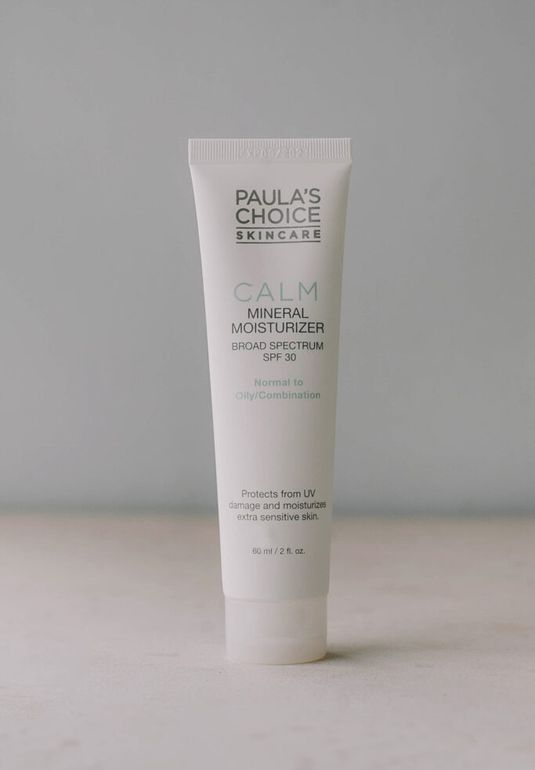 PAULA'S
CHOICE
SKINCARE
CALM
MINERAL
MOISTURIZER
BROAD SPECTRUM
SPF 30
Normal to
Oily/Combination
Protects from UV
damage and moisturizes
extra sensitive skin.
60 ml / 2 fl. oz.